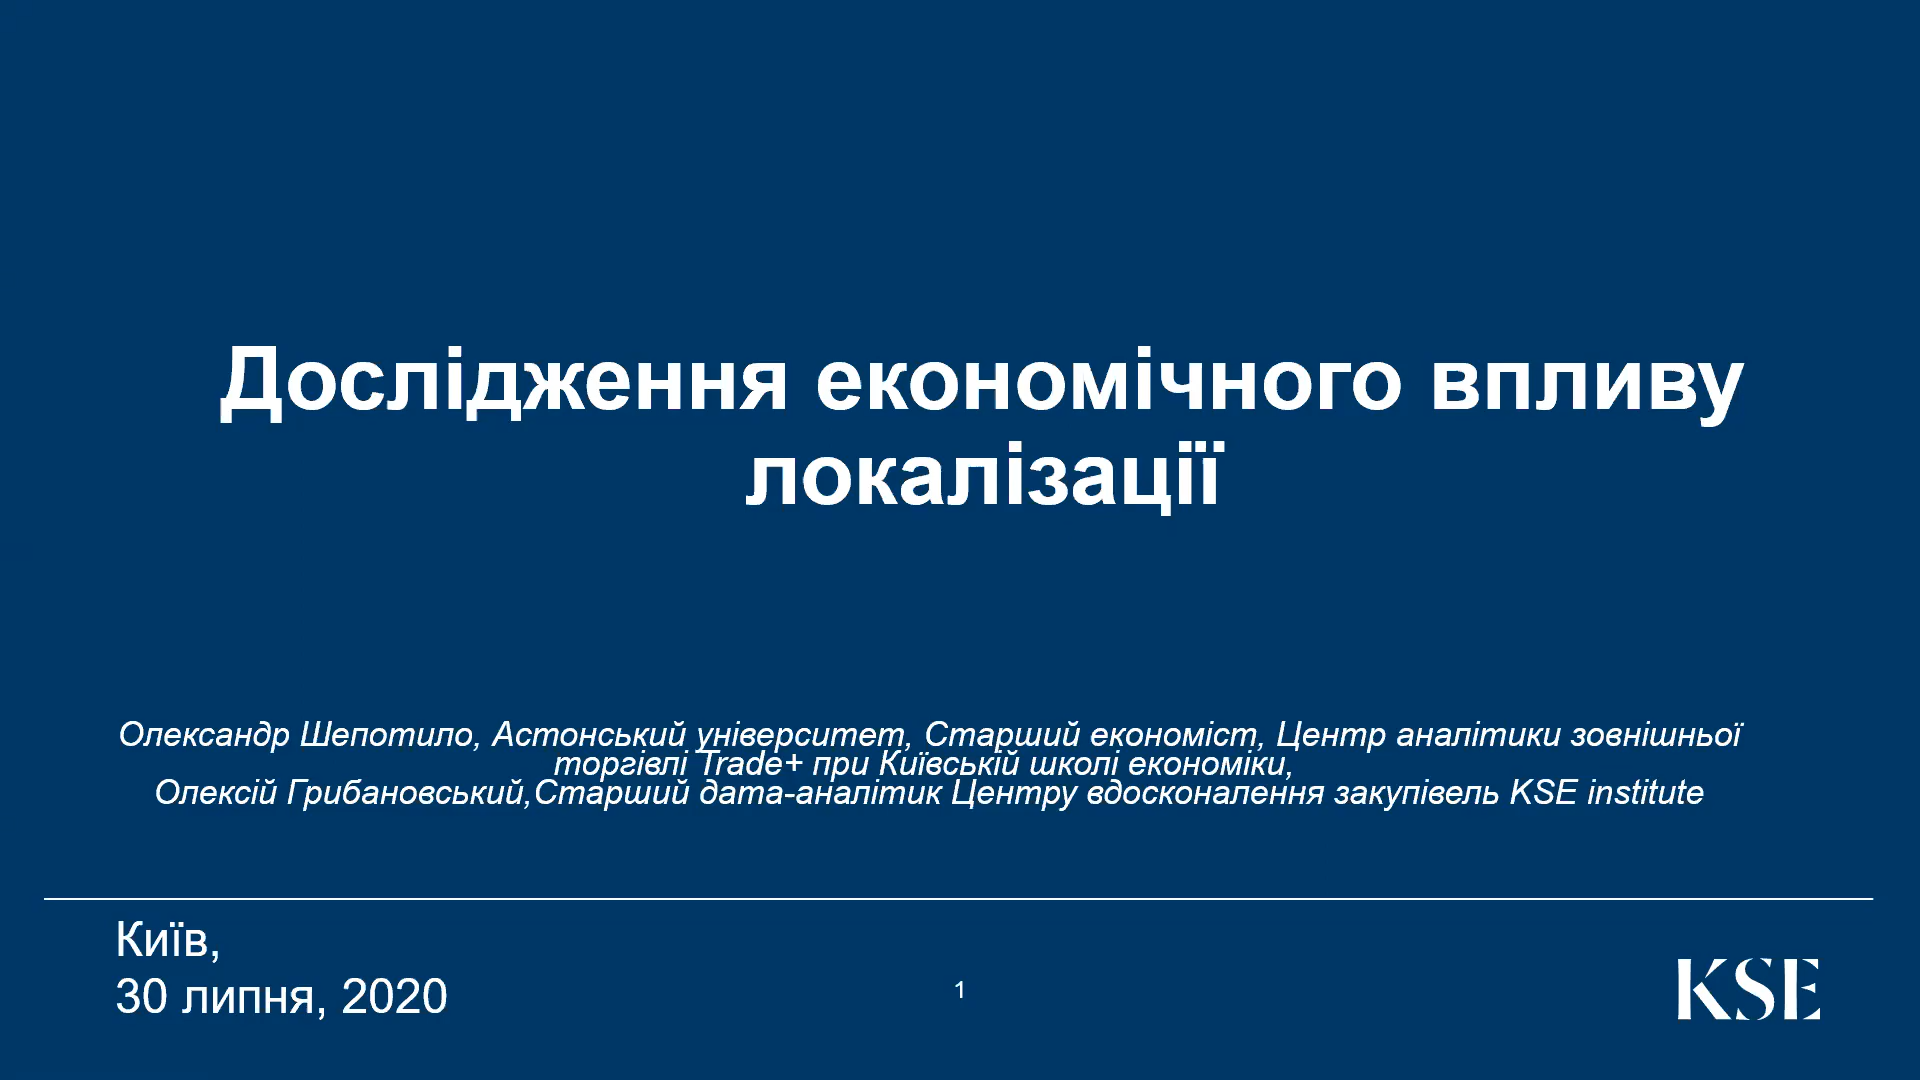 Дослідження економічного впливу
локалізації
Олександр Шепотило, Астонський університет, Старший економіст, Центр аналітики зовнішньої
торгівлі Trade+ при Київській школі економіки,
Олексій Грибановський,Старший дата-аналітик Центру вдосконалення закупівель KSE institute
Київ,
30 липня, 2020
1
KSE